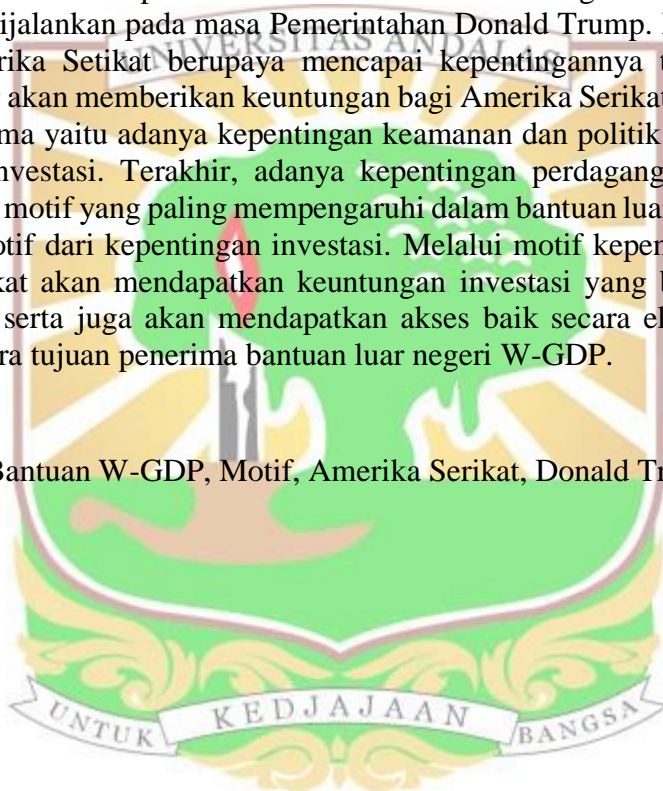 dijalankan pada masa Pemerintahan Donald Trump.
UNIVERSITAS ANDALAS
rika Setikat berupaya mencapai kepentingannya t
akan memberikan keuntungan bagi Amerika Serikat
ma yaitu adanya kepentingan keamanan dan politik
nvestasi. Terakhir, adanya kepentingan perdagang
motif yang paling mempengaruhi dalam bantuan luar
otif dari kepentingan investasi. Melalui motif kepen
kat akan mendapatkan keuntungan investasi yang b
serta juga akan mendapatkan akses baik secara ek
ra tujuan penerima bantuan luar negeri W-GDP.
Bantuan W-GDP, Motif, Amerika Serikat, Donald Tr
UNTUK KEDJAJAAN BANGSA